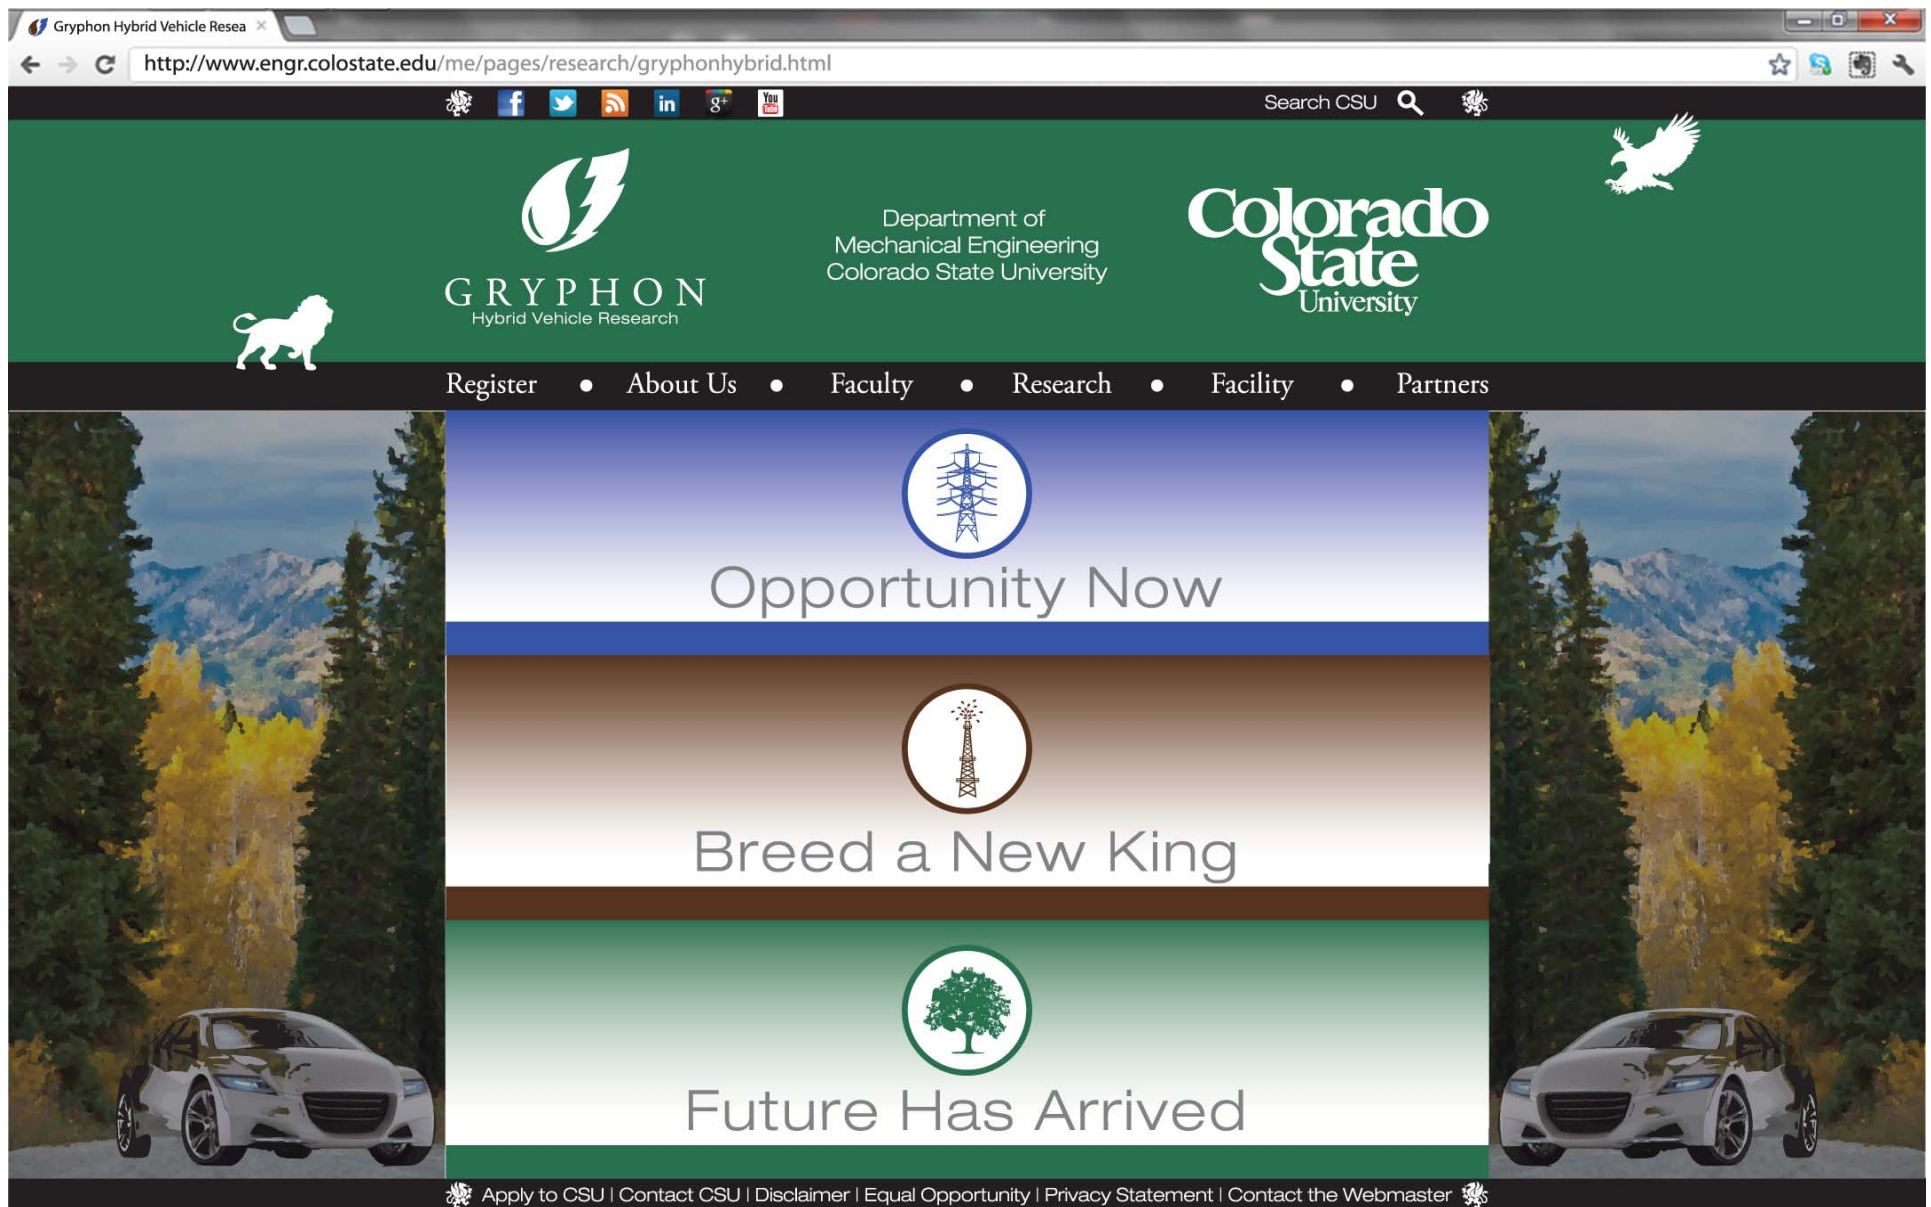 Gryphon Hybrid Vehicle Resea
http://www.engr.colostate.edu/me/pages/research/gryphonhybrid.html
f in g+ You Tube
Search CSU
GRYPHON
Hybrid Vehicle Research
Department of
Mechanical Engineering
Colorado State University
Colorado
State
University
Register • About Us • Faculty • Research • Facility • Partners
Opportunity Now
Breed a New King
Future Has Arrived
Apply to CSU | Contact CSU | Disclaimer | Equal Opportunity | Privacy Statement | Contact the Webmaster